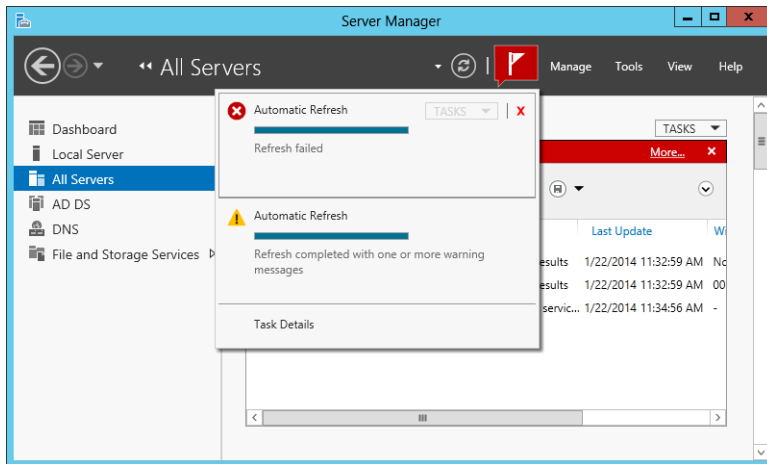 Server Manager
All Servers
Manage Tools View Help
Automatic Refresh TASKS
Refresh failed
Automatic Refresh
Refresh completed with one or more warning
messages
Task Details
Dashboard
Local Server
All Servers
AD DS
DNS
File and Storage Services
TASKS
More...
Last Update Wi
esults 1/22/2014 11:32:59 AM Nc
esults 1/22/2014 11:32:59 AM 00
servic... 1/22/2014 11:34:56 AM -